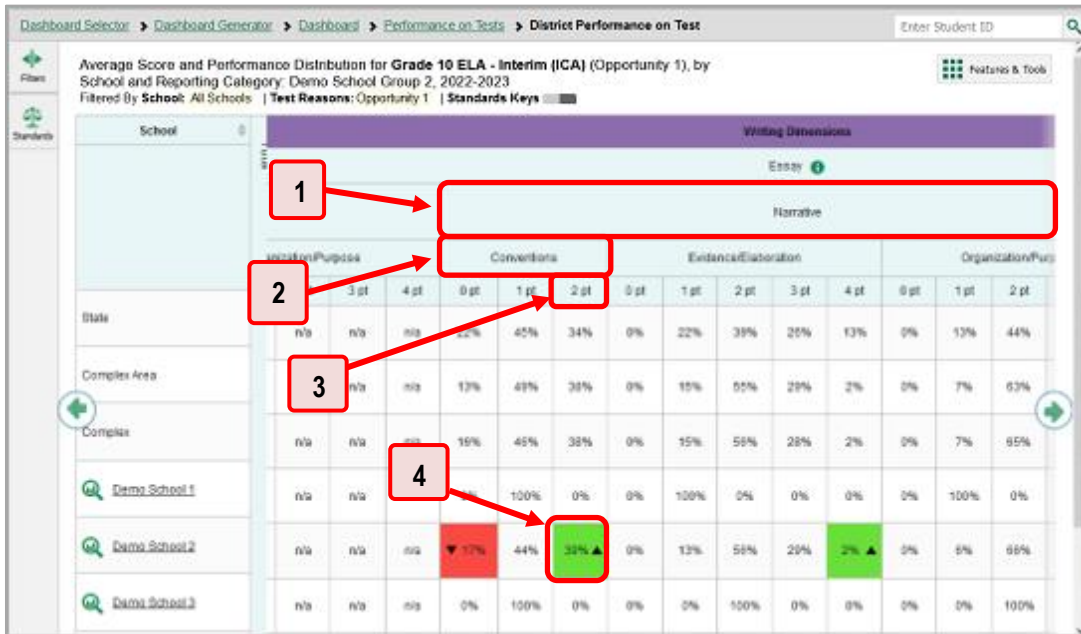 Dashboard Selector › Dashboard Generator › Dashboard › Performance on Tests › District Performance on Test
Enter Student ID
Filters
Standards
Average Score and Performance Distribution for Grade 10 ELA - Interim (ICA) (Opportunity 1), by
School and Reporting Category: Demo School Group 2, 2022-2023
Filtered By School: All Schools | Test Reasons: Opportunity 1 | Standards Keys
Features & Tools
School Writing Dimensions
Essay
1 Narrative
2 Conventions Evidence/Elaboration
3 pt 4 pt 0 pt 1 pt 2 pt 0 pt 1 pt 2 pt 3 pt 4 pt 0 pt 1 pt 2 pt
State n/a n/a n/a 45% 34% 0% 22% 39% 26% 13% 0% 13% 44%
Complex Area 3 n/a n/a 13% 49% 38% 0% 15% 55% 29% 2% 0% 7% 63%
Complex n/a n/a n/a 16% 46% 38% 0% 15% 56% 28% 2% 0% 7% 65%
Demo School 1 n/a n/a 4 100% 0% 0% 100% 0% 0% 0% 0% 100% 0%
Demo School 2 n/a n/a n/a ▼ 17% 44% 39% ▲ 0% 13% 56% 29% 2% ▲ 0% 6% 66%
Demo School 3 n/a n/a n/a 0% 100% 0% 0% 0% 100% 0% 0% 0% 0% 100%